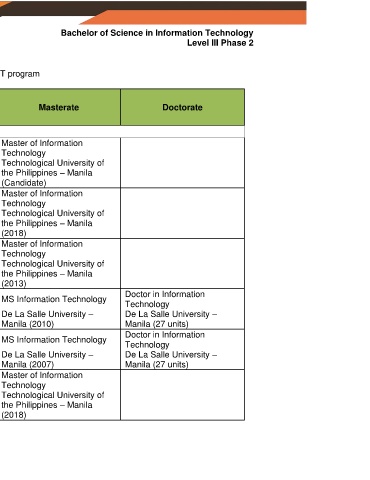 Bachelor of Science in Information Technology
Level III Phase 2
T program
Masterate
Doctorate
Master of Information
Technology
Technological University of
the Philippines – Manila
(Candidate)
Master of Information
Technology
Technological University of
the Philippines – Manila
(2018)
Master of Information
Technology
Technological University of
the Philippines – Manila
(2013)
MS Information Technology
De La Salle University –
Manila (2010)
Doctor in Information
Technology
De La Salle University –
Manila (27 units)
MS Information Technology
De La Salle University –
Manila (2007)
Doctor in Information
Technology
De La Salle University –
Manila (27 units)
Master of Information
Technology
Technological University of
the Philippines – Manila
(2018)